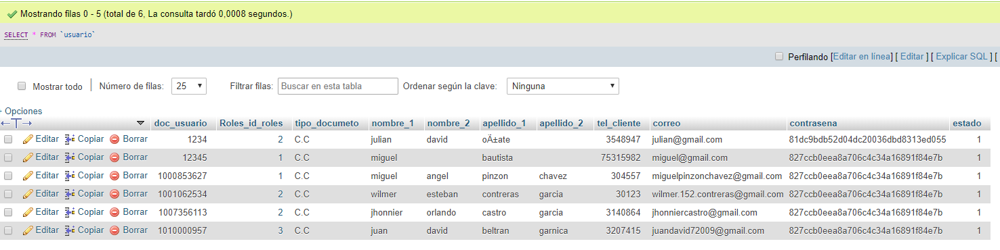 Mostrando filas 0 - 5 (total de 6, La consulta tardó 0,0008 segundos.)
SELECT * FROM `usuario`
Perfilando [Editar en línea] [ Editar ] [ Explicar SQL ] [
Mostrar todo | Número de filas: 25 Filtrar filas: Buscar en esta tabla Ordenar según la clave: Ninguna
+ Opciones
←T→ doc_usuario Roles_id_roles tipo_documeto nombre_1 nombre_2 apellido_1 apellido_2 tel_cliente correo contrasena estado
Editar Copiar Borrar 1234 2 C.C julian david oÄ±ate 3548947 julian@gmail.com 81dc9bdb52d04dc20036dbd8313ed055 1
Editar Copiar Borrar 12345 1 C.C miguel bautista 75315982 miguel@gmail.com 827ccb0eea8a706c4c34a16891f84e7b 1
Editar Copiar Borrar 1000853627 1 C.C miguel angel pinzon chavez 304557 miguelpinzonchavez@gmail.com 827ccb0eea8a706c4c34a16891f84e7b 1
Editar Copiar Borrar 1001062534 2 C.C wilmer esteban contreras garcia 30123 wilmer.152.contreras@gmail.com 827ccb0eea8a706c4c34a16891f84e7b 1
Editar Copiar Borrar 1007356113 2 C.C jhonnier orlando castro garcia 3140864 jhonniercastro@gmail.com 827ccb0eea8a706c4c34a16891f84e7b 1
Editar Copiar Borrar 1010000957 3 C.C juan david beltran garnica 3207415 juandavid72009@gmail.com 827ccb0eea8a706c4c34a16891f84e7b 1